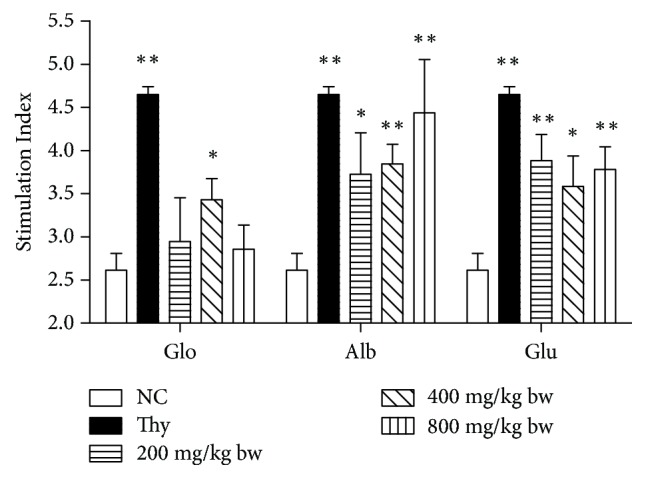 Stimulation Index
5.5
5.0
4.5
4.0
3.5
3.0
2.5
2.0
** ** ** ** * ** ** * * **
Glo Alb Glu
NC
Thy
200 mg/kg bw
400 mg/kg bw
800 mg/kg bw